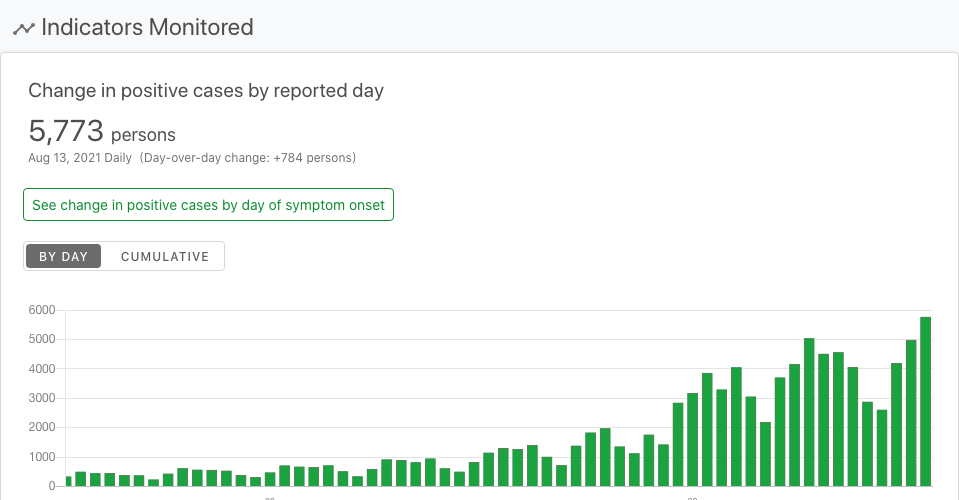 Indicators Monitored
Change in positive cases by reported day
5,773 persons
Aug 13, 2021 Daily (Day-over-day change: +784 persons)
See change in positive cases by day of symptom onset
BY DAY CUMULATIVE
6000
5000
4000
3000
2000
1000
0